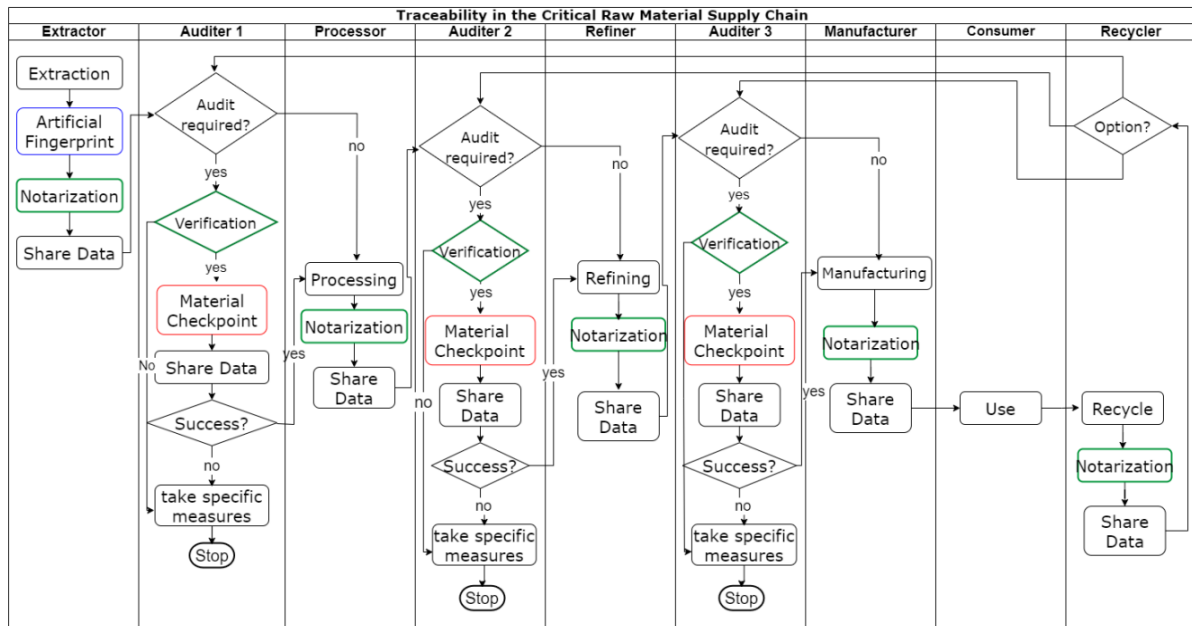 Traceability in the Critical Raw Material Supply Chain
Extractor
Auditer 1
Processor
Auditer 2
Refiner
Auditer 3
Manufacturer
Consumer
Recycler
Extraction
Artificial
Fingerprint
Notarization
Share Data
Audit
required?
no
yes
Verification
yes
Material
Checkpoint
No
Share Data
Success?
yes
no
take specific
measures
Stop
Processing
Notarization
Share
Data
Audit
required?
no
yes
Verification
yes
Material
Checkpoint
no
Share
Data
Success?
yes
no
take specific
measures
Stop
Refining
Notarization
Share
Data
Audit
required?
no
yes
Verification
yes
Material
Checkpoint
no
Share
Data
Success?
yes
no
take specific
measures
Stop
Manufacturing
Notarization
Share
Data
Use
Option?
Recycle
Notarization
Share
Data